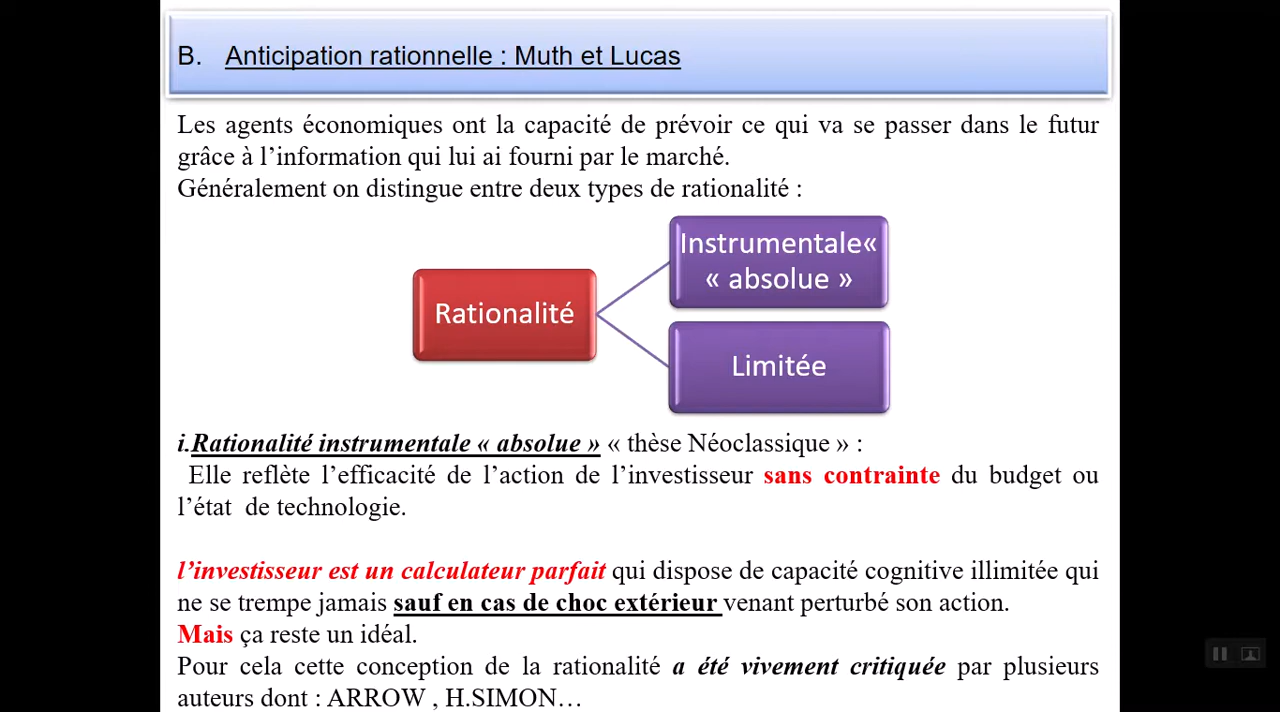 B. Anticipation rationnelle : Muth et Lucas
Les agents économiques ont la capacité de prévoir ce qui va se passer dans le futur
grâce à l’information qui lui ai fourni par le marché.
Généralement on distingue entre deux types de rationalité :
Rationalité
Instrumentale«
« absolue »
Limitée
i.Rationalité instrumentale « absolue » « thèse Néoclassique » :
Elle reflète l’efficacité de l’action de l’investisseur sans contrainte du budget ou
l’état de technologie.
l’investisseur est un calculateur parfait qui dispose de capacité cognitive illimitée qui
ne se trempe jamais sauf en cas de choc extérieur venant perturbé son action.
Mais ça reste un idéal.
Pour cela cette conception de la rationalité a été vivement critiquée par plusieurs
auteurs dont : ARROW , H.SIMON…